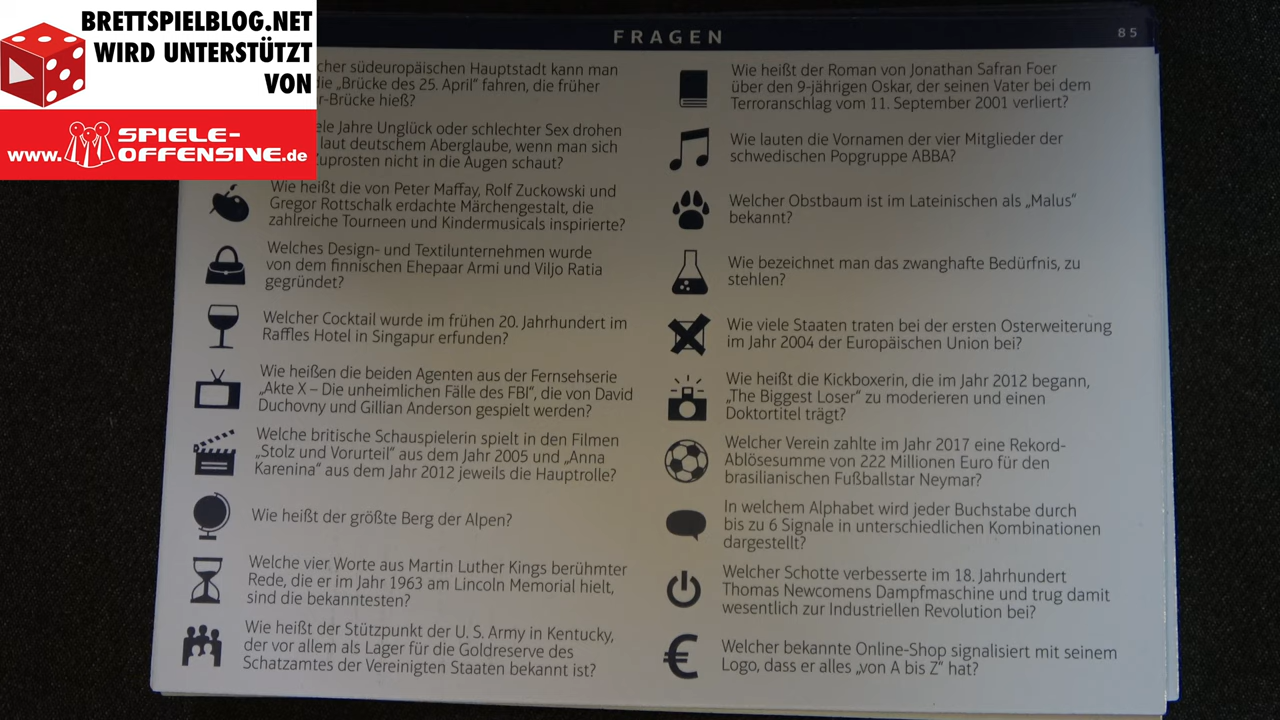 BRETTSPIELBLOG.NET
WIRD UNTERSTÜTZT
VON
www. SPIELE-
OFFENSIVE.de
FRAGEN
85
cher südeuropäischen Hauptstadt kann man
die „Brücke des 25. April“ fahren, die früher
r-Brücke hieß?
ele Jahre Unglück oder schlechter Sex drohen
laut deutschem Aberglaube, wenn man sich
zuprosten nicht in die Augen schaut?
Wie heißt die von Peter Maffay, Rolf Zuckowski und
Gregor Rottschalk erdachte Märchengestalt, die
zahlreiche Tourneen und Kindermusicals inspirierte?
Welches Design- und Textilunternehmen wurde
von dem finnischen Ehepaar Armi und Viljo Ratia
gegründet?
Welcher Cocktail wurde im frühen 20. Jahrhundert im
Raffles Hotel in Singapur erfunden?
Wie heißen die beiden Agenten aus der Fernsehserie
„Akte X – Die unheimlichen Fälle des FBI“, die von David
Duchovny und Gillian Anderson gespielt werden?
Welche britische Schauspielerin spielt in den Filmen
„Stolz und Vorurteil“ aus dem Jahr 2005 und „Anna
Karenina“ aus dem Jahr 2012 jeweils die Hauptrolle?
Wie heißt der größte Berg der Alpen?
Welche vier Worte aus Martin Luther Kings berühmter
Rede, die er im Jahr 1963 am Lincoln Memorial hielt,
sind die bekanntesten?
Wie heißt der Stützpunkt der U. S. Army in Kentucky,
der vor allem als Lager für die Goldreserve des
Schatzamtes der Vereinigten Staaten bekannt ist?
Wie heißt der Roman von Jonathan Safran Foer
über den 9-jährigen Oskar, der seinen Vater bei dem
Terroranschlag vom 11. September 2001 verliert?
Wie lauten die Vornamen der vier Mitglieder der
schwedischen Popgruppe ABBA?
Welcher Obstbaum ist im Lateinischen als „Malus“
bekannt?
Wie bezeichnet man das zwanghafte Bedürfnis, zu
stehlen?
Wie viele Staaten traten bei der ersten Osterweiterung
im Jahr 2004 der Europäischen Union bei?
Wie heißt die Kickboxerin, die im Jahr 2012 begann,
„The Biggest Loser“ zu moderieren und einen
Doktortitel trägt?
Welcher Verein zahlte im Jahr 2017 eine Rekord-
Ablösesumme von 222 Millionen Euro für den
brasilianischen Fußballstar Neymar?
In welchem Alphabet wird jeder Buchstabe durch
bis zu 6 Signale in unterschiedlichen Kombinationen
dargestellt?
Welcher Schotte verbesserte im 18. Jahrhundert
Thomas Newcomens Dampfmaschine und trug damit
wesentlich zur Industriellen Revolution bei?
€
Welcher bekannte Online-Shop signalisiert mit seinem
Logo, dass er alles „von A bis Z“ hat?